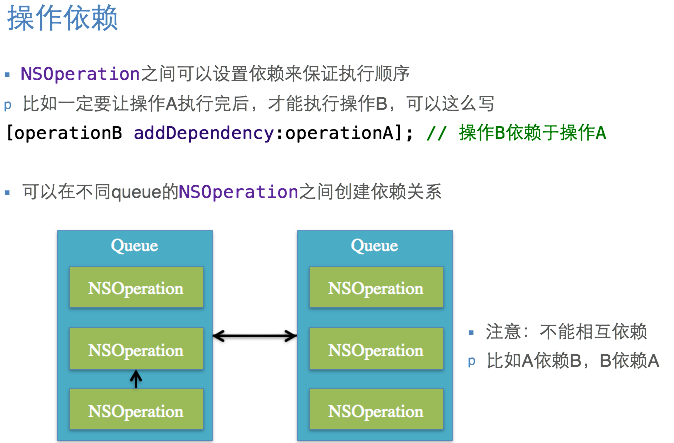 操作依赖
▪ NSOperation之间可以设置依赖来保证执行顺序
p 比如一定要让操作A执行完后，才能执行操作B，可以这么写
[operationB addDependency:operationA]; // 操作B依赖于操作A
▪ 可以在不同queue的NSOperation之间创建依赖关系
Queue
NSOperation
NSOperation
NSOperation
Queue
NSOperation
NSOperation
NSOperation
▪ 注意：不能相互依赖
p 比如A依赖B，B依赖A